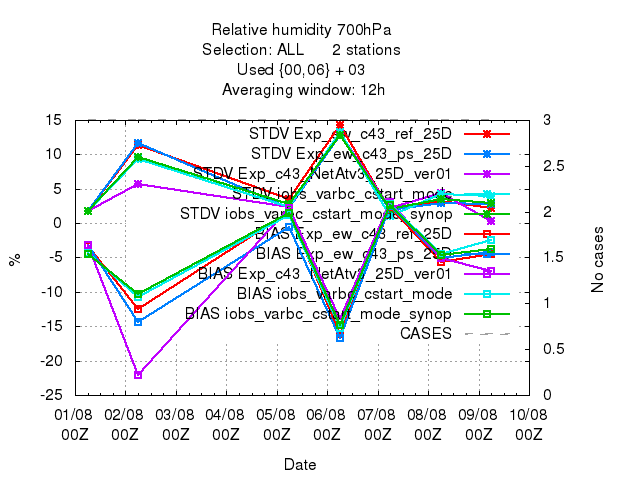 Relative humidity 700hPa
Selection: ALL 2 stations
Used {00,06} + 03
Averaging window: 12h
15
10
5
0
-5
-10
-15
-20
-25
%
3
2.5
2
1.5
1
0.5
0
No cases
STDV Exp_ew_c43_ref_25D
STDV Exp_ew_c43_ps_25D
STDV Exp_c43_NetAtv3_25D_ver01
STDV iobs_varbc_cstart_mode
STDV iobs_varbc_cstart_mode_synop
BIAS Exp_ew_c43_ref_25D
BIAS Exp_ew_c43_ps_25D
BIAS Exp_c43_NetAtv3_25D_ver01
BIAS iobs_varbc_cstart_mode
BIAS iobs_varbc_cstart_mode_synop
CASES
01/08 02/08 03/08 04/08 05/08 06/08 07/08 08/08 09/08 10/08
00Z 00Z 00Z 00Z 00Z 00Z 00Z 00Z 00Z 00Z
Date